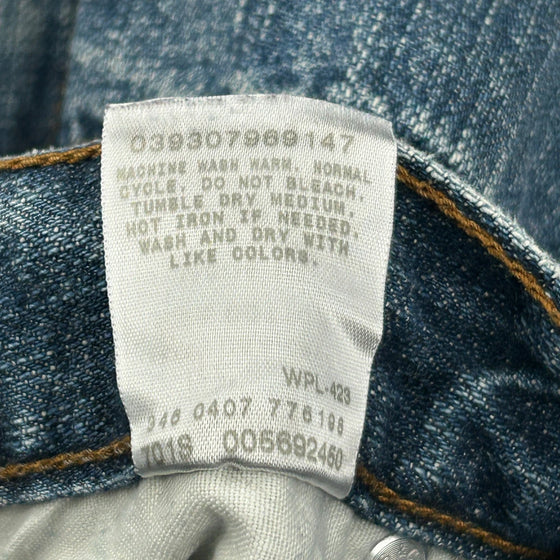 039307969147
MACHINE WASH WARM, NORMAL
CYCLE, DO NOT BLEACH,
TUMBLE DRY MEDIUM,
HOT IRON IF NEEDED.
WASH AND DRY WITH
LIKE COLORS.
WPL-423
046 0407 776198
701S 005692460